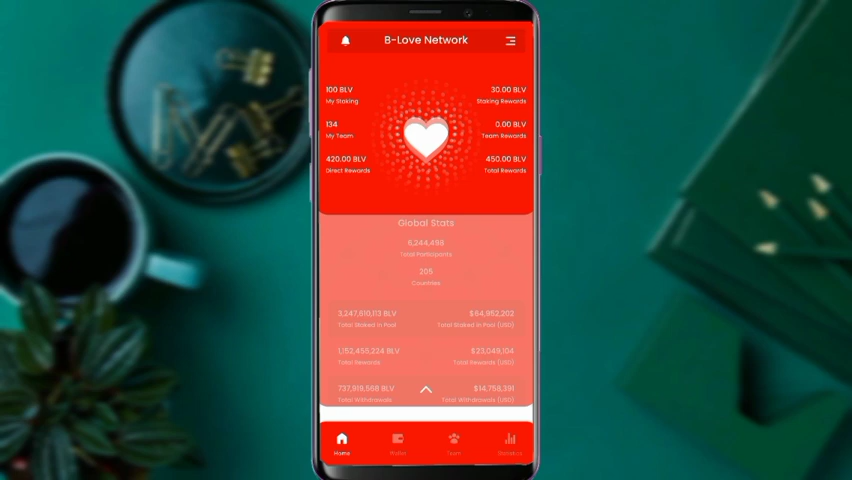 B-Love Network
100 BLV
My Staking
30.00 BLV
Staking Rewards
134
My Team
0.00 BLV
Team Rewards
420.00 BLV
Direct Rewards
450.00 BLV
Total Rewards
Global Stats
6,244,498
Total Participants
205
Countries
3,247,610,113 BLV
Total Staked in Pool
$64,952,202
Total Staked in Pool (USD)
1,152,455,224 BLV
Total Rewards
$23,049,104
Total Rewards (USD)
737,919,568 BLV
Total Withdrawals
$14,758,391
Total Withdrawals (USD)
Home
Wallet
Team